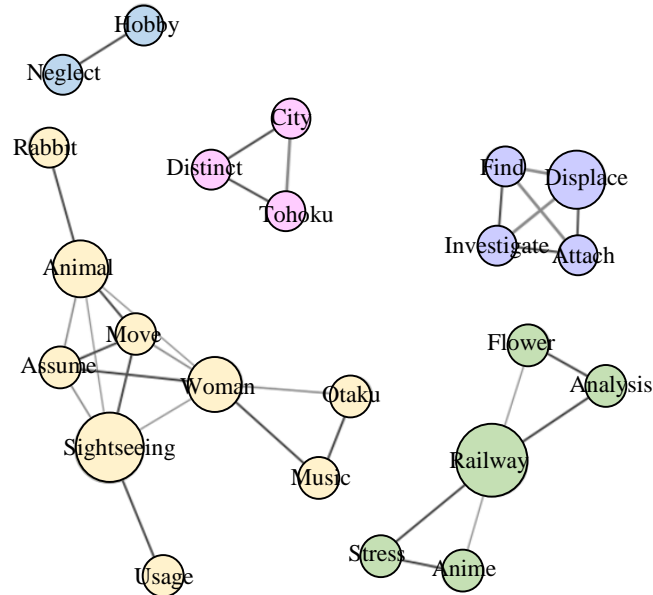 Hobby
Neglect
City
Rabbit
Distinct
Find
Displace
Tohoku
Investigate
Attach
Animal
Move
Flower
Assume
Woman
Otaku
Analysis
Sightseeing
Railway
Music
Stress
Usage
Anime